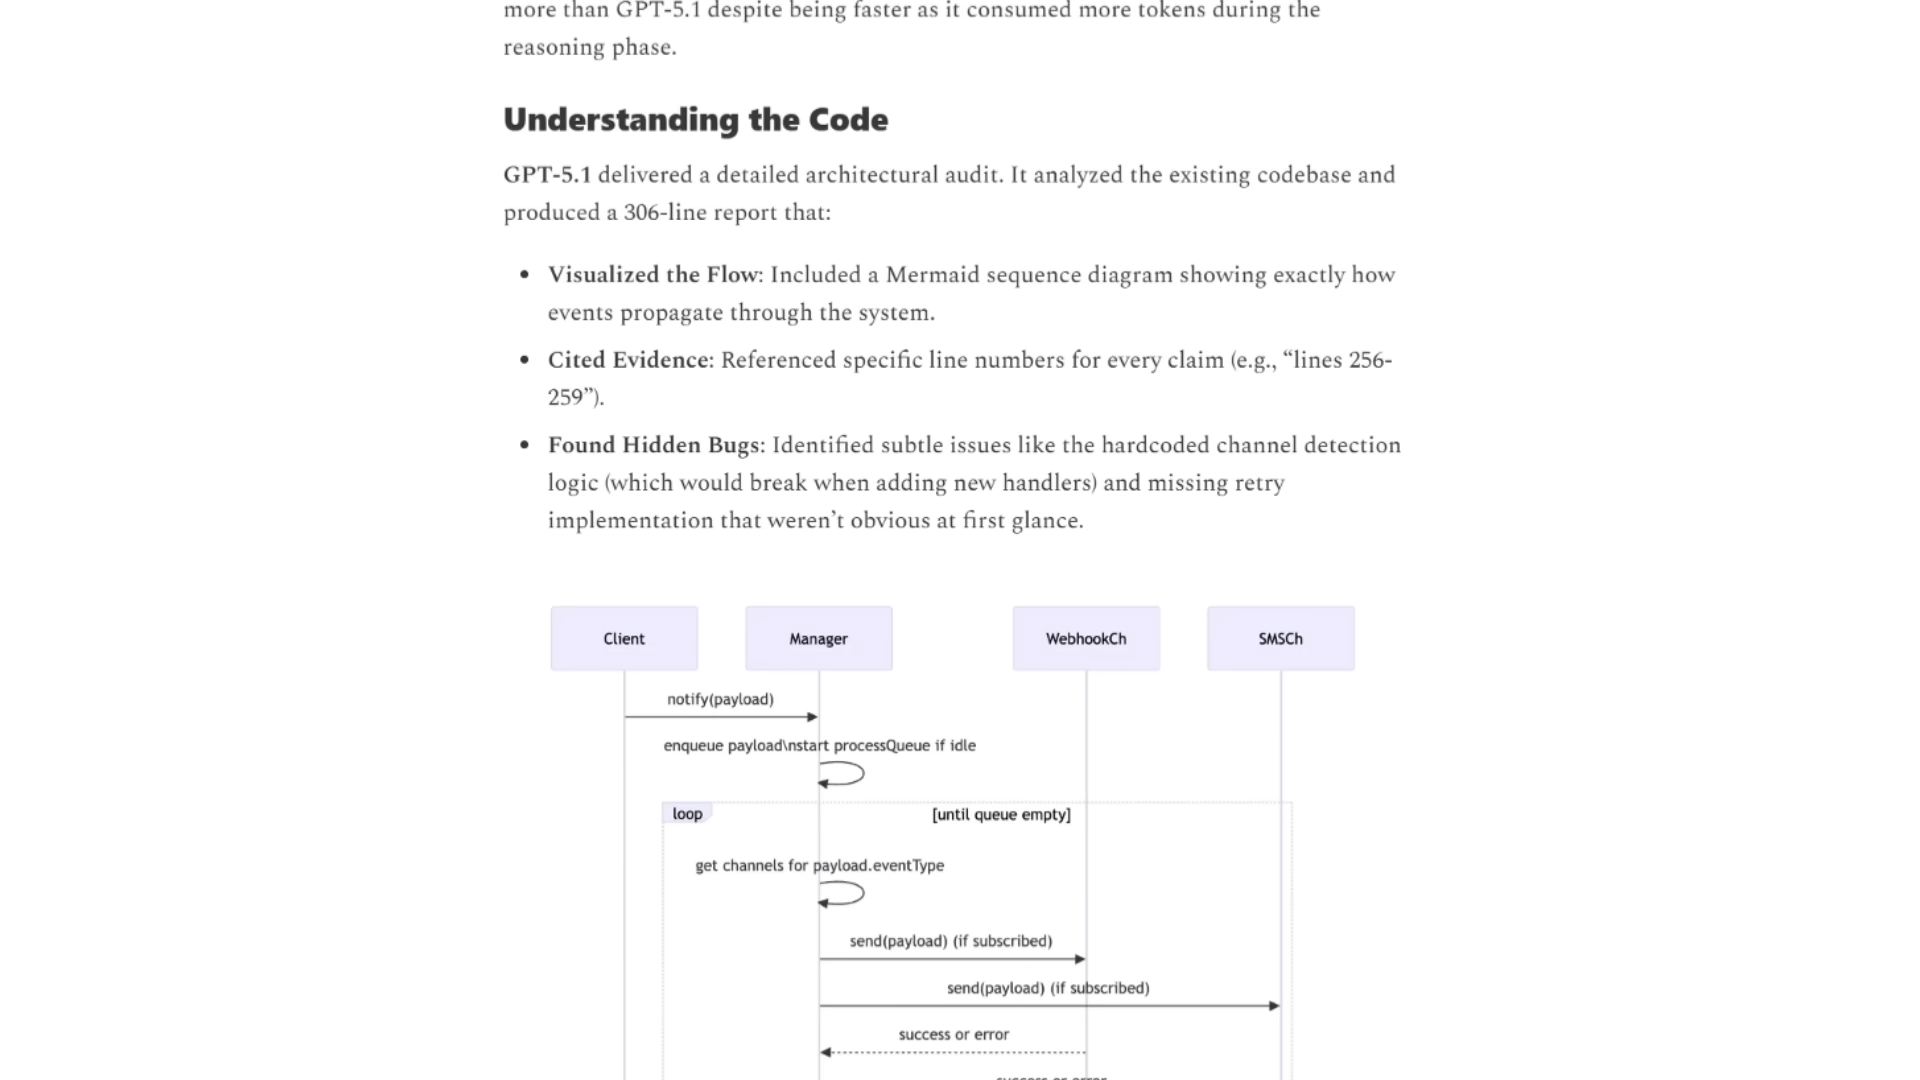 more than GPT-5.1 despite being faster as it consumed more tokens during the
reasoning phase.
Understanding the Code
GPT-5.1 delivered a detailed architectural audit. It analyzed the existing codebase and
produced a 306-line report that:
• Visualized the Flow: Included a Mermaid sequence diagram showing exactly how
events propagate through the system.
• Cited Evidence: Referenced specific line numbers for every claim (e.g., “lines 256-
259”).
• Found Hidden Bugs: Identified subtle issues like the hardcoded channel detection
logic (which would break when adding new handlers) and missing retry
implementation that weren’t obvious at first glance.
Client
Manager
WebhookCh
SMSCh
notify(payload)
enqueue payload\nstart processQueue if idle
loop
[until queue empty]
get channels for payload.eventType
send(payload) (if subscribed)
send(payload) (if subscribed)
success or error